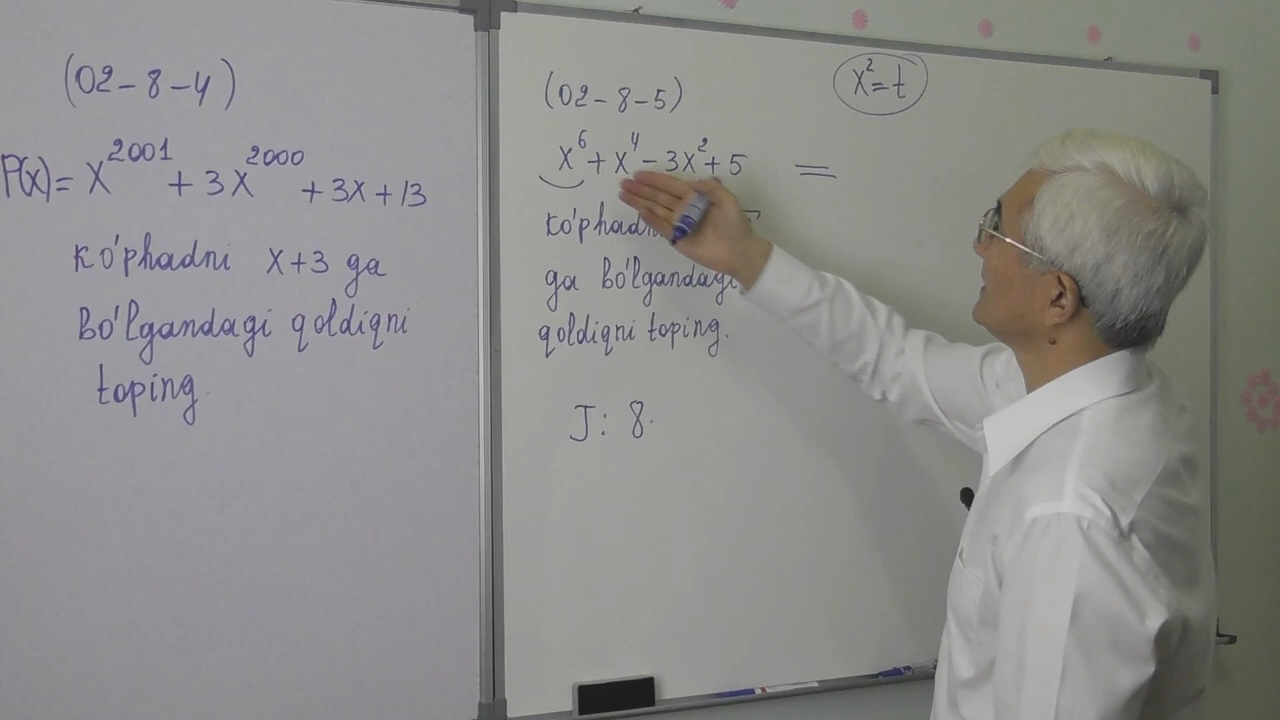 (02-8-4)
P(x)= x^2001 + 3x^2000 + 3x + 13
ko'phadni x+3 ga
bo'lgandagi qoldiqni
toping.
(02-8-5)
x^6 + x^4 - 3x^2 + 5 =
ko'phadni
ga bo'lgandagi
qoldiqni toping.
J: 8.
x^2 = t